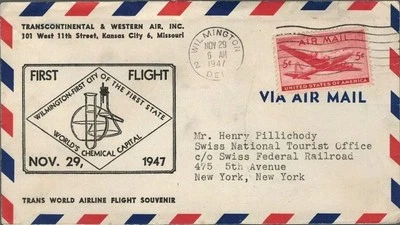 TRANSCONTINENTAL & WESTERN AIR, INC.
101 West 11th Street, Kansas City 6, Missouri
WILMINGTON
NOV 29
9 AM
1947
DEL
AIR MAIL
5¢ 5¢
UNITED STATES OF AMERICA
FIRST FLIGHT
WILMINGTON-FIRST CITY OF THE FIRST STATE
WORLD'S CHEMICAL CAPITAL
NOV. 29, 1947
VIA AIR MAIL
Mr. Henry Pillichody
Swiss National Tourist Office
c/o Swiss Federal Railroad
475 5th Avenue
New York, New York
TRANS WORLD AIRLINE FLIGHT SOUVENIR